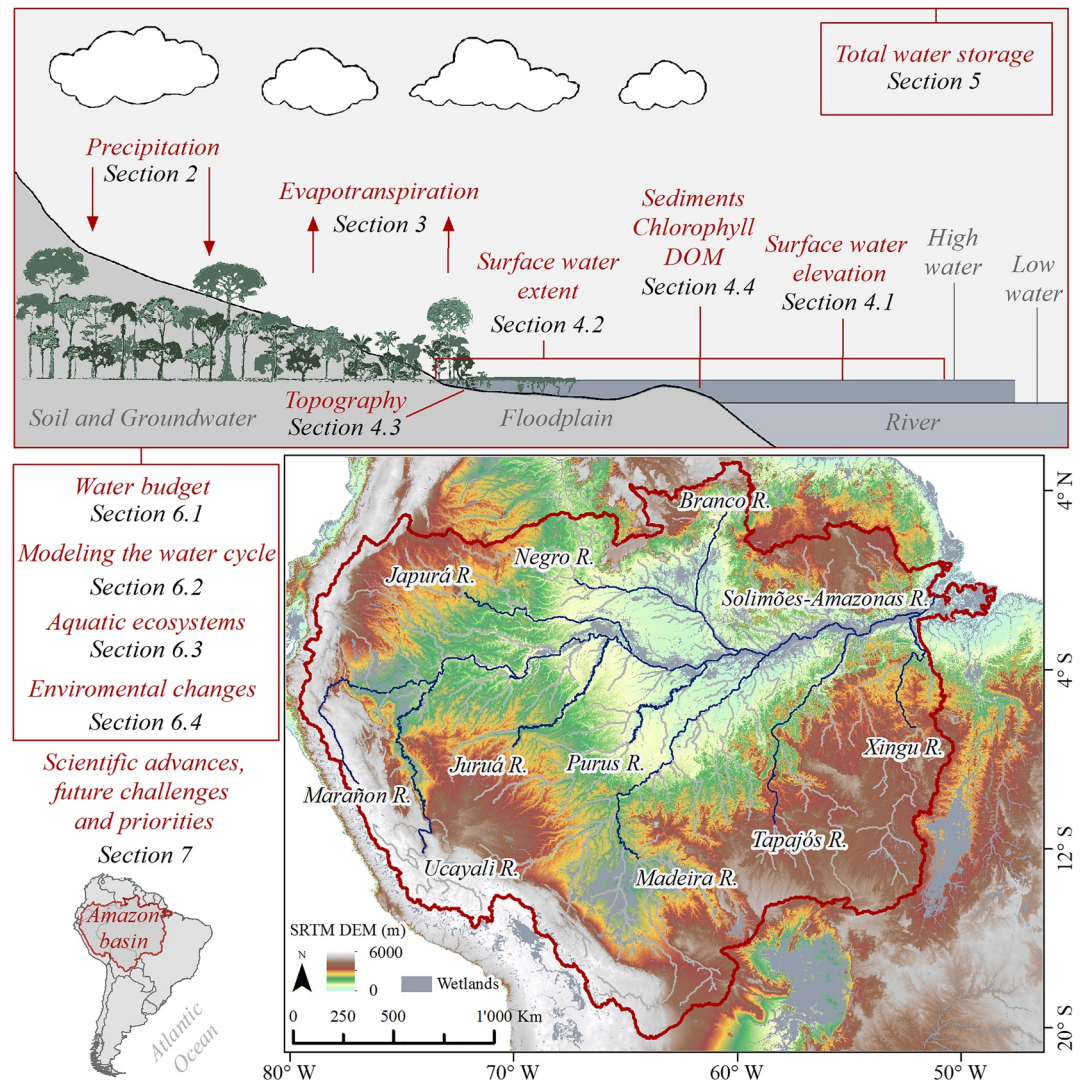 Total water storage
Section 5
Precipitation
Section 2
Evapotranspiration
Section 3
Surface water
extent
Section 4.2
Sediments
Chlorophyll
DOM
Section 4.4
Surface water
elevation
Section 4.1
High
water
Low
water
Topography
Section 4.3
Soil and Groundwater
Floodplain
River
Water budget
Section 6.1
Modeling the water cycle
Section 6.2
Aquatic ecosystems
Section 6.3
Enviromental changes
Section 6.4
Scientific advances,
future challenges
and priorities
Section 7
Amazon
basin
Atlantic
Ocean
Branco R.
Negro R.
Japurá R.
Solimões-Amazonas R.
Xingu R.
Juruá R.
Purus R.
Marañon R.
Tapajós R.
Ucayali R.
Madeira R.
SRTM DEM (m)
N
6000
0
Wetlands
0 250 500 1'000 Km
4° N
4° S
12° S
20° S
80° W 70° W 60° W 50° W